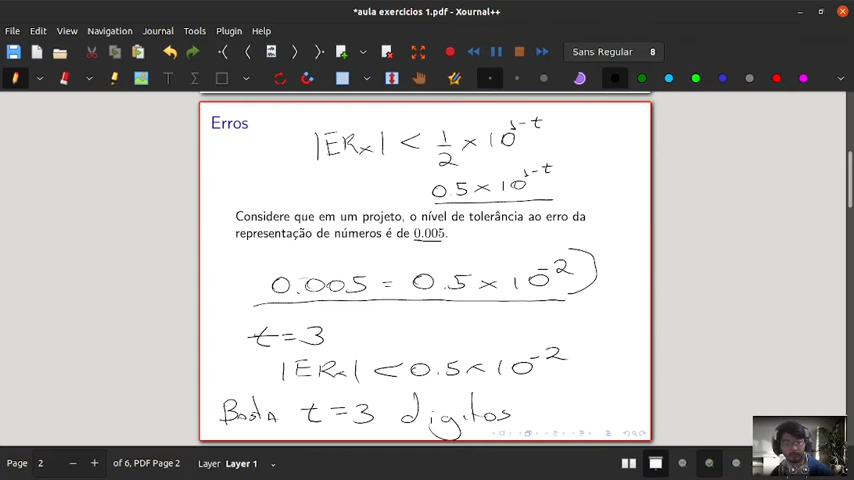 *aula exercicios 1.pdf - Xournal++
File Edit View Navigation Journal Tools Plugin Help
Sans Regular 8
Erros
|ERx| < 1/2 × 10^1-t
0.5 × 10^1-t
Considere que em um projeto, o nível de tolerância ao erro da
representação de números é de 0.005.
0.005 = 0.5 × 10^-2
t = 3
|ERx| < 0.5 × 10^-2
Basta t = 3 digitos
Page 2 of 6, PDF Page 2 Layer Layer 1